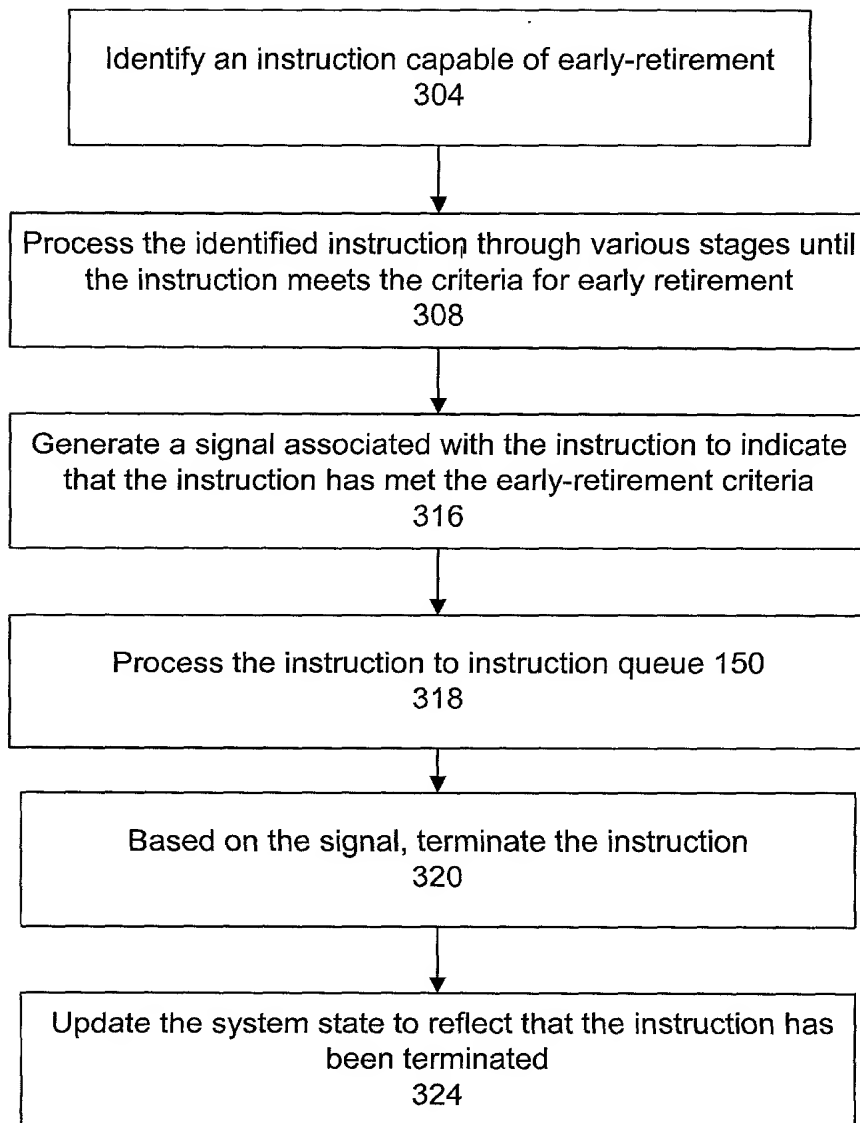 Identify an instruction capable of early-retirement
304
Process the identified instruction through various stages until
the instruction meets the criteria for early retirement
308
Generate a signal associated with the instruction to indicate
that the instruction has met the early-retirement criteria
316
Process the instruction to instruction queue 150
318
Based on the signal, terminate the instruction
320
Update the system state to reflect that the instruction has
been terminated
324